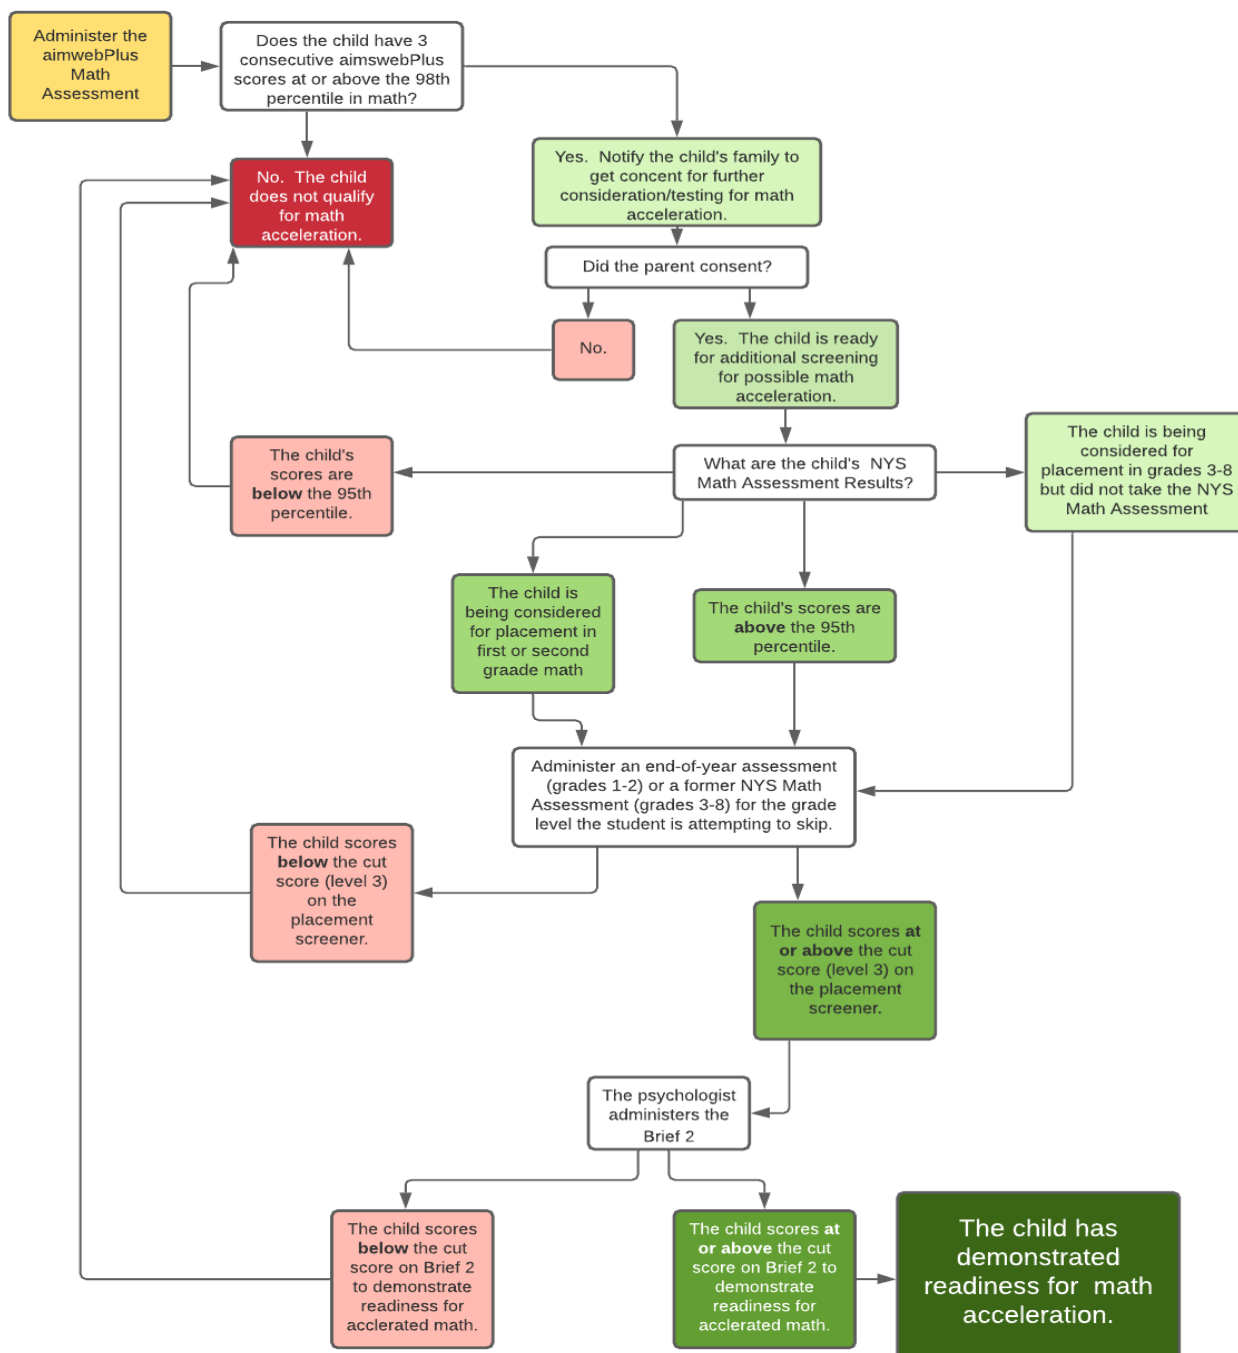 Administer the
aimwebPlus
Math
Assessment
Does the child have 3
consecutive aimswebPlus
scores at or above the 98th
percentile in math?
No. The child
does not qualify
for math
acceleration.
Yes. Notify the child's family to
get concent for further
consideration/testing for math
acceleration.
Did the parent consent?
No.
Yes. The child is ready
for additional screening
for possible math
acceleration.
The child's
scores are
below the 95th
percentile.
What are the child's NYS
Math Assessment Results?
The child is being
considered for
placement in grades 3-8
but did not take the NYS
Math Assessment
The child is
being considered
for placement in
first or second
graade math
The child's scores are
above the 95th
percentile.
Administer an end-of-year assessment
(grades 1-2) or a former NYS Math
Assessment (grades 3-8) for the grade
level the student is attempting to skip.
The child scores
below the cut
score (level 3)
on the
placement
screener.
The child scores at
or above the cut
score (level 3) on
the placement
screener.
The psychologist
administers the
Brief 2
The child scores
below the cut
score on Brief 2
to demonstrate
readiness for
acclerated math.
The child scores at
or above the cut
score on Brief 2 to
demonstrate
readiness for
acclerated math.
The child has
demonstrated
readiness for math
acceleration.